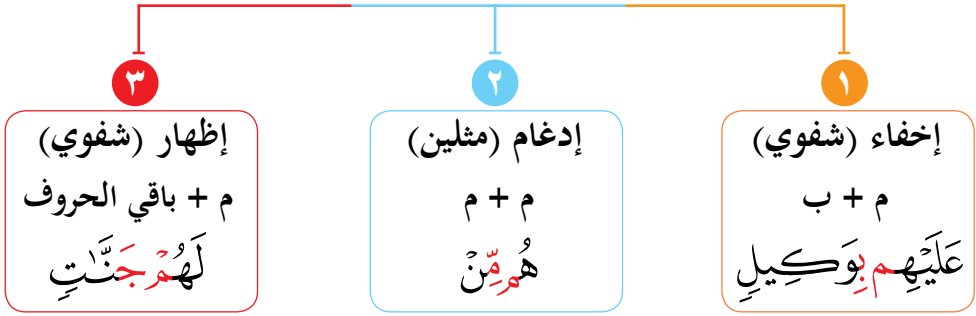 ١
إخفاء (شفوي)
م + ب
عَلَيْهِم بِوَكِيلٍ
٢
إدغام (مثلين)
م + م
هُم مِّنْ
٣
إظهار (شفوي)
م + باقي الحروف
لَهُمْ جَنَّٰتٍ